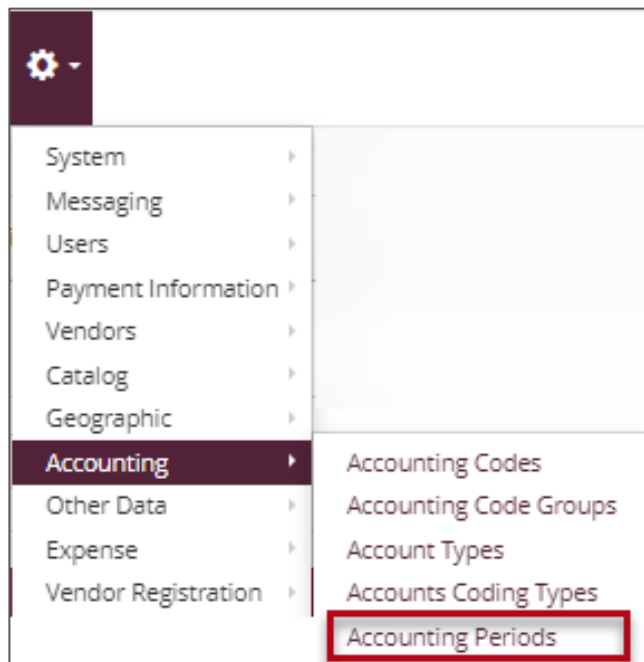 System
Messaging
Users
Payment Information
Vendors
Catalog
Geographic
Accounting
Other Data
Expense
Vendor Registration
Accounting Codes
Accounting Code Groups
Account Types
Accounts Coding Types
Accounting Periods